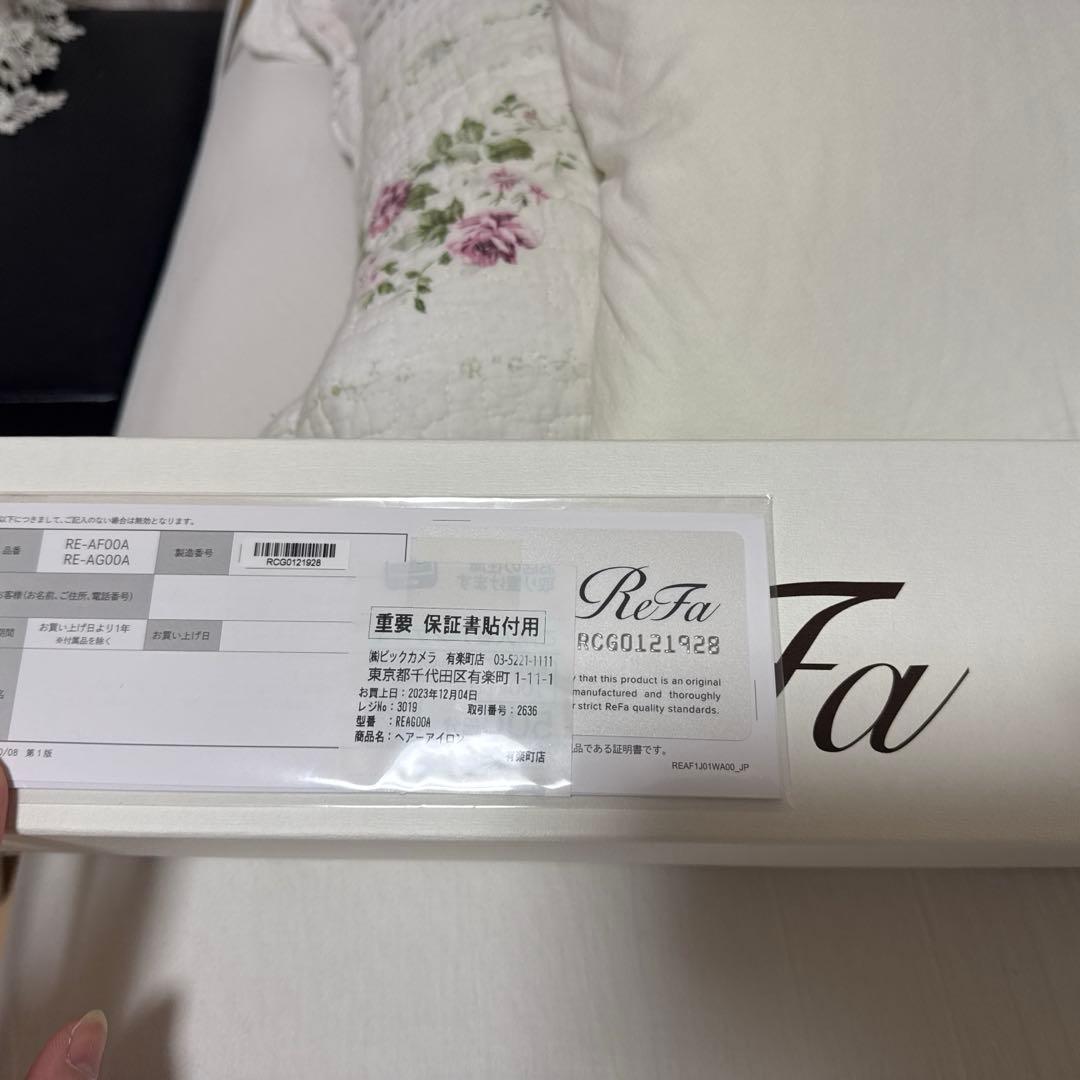 以下につきまして、ご記入のない場合は無効となります。
品番
RE-AF00A
RE-AG00A
製造番号
RCG0121928
お客様(お名前、ご住所、電話番号)
期間
お買い上げ日より1年
※付属品を除く
お買い上げ日
名
0/08 第1版
重要 保証書貼付用
㈱ビックカメラ 有楽町店 03-5221-1111
東京都千代田区有楽町1-11-1
お買上日:2023年12月04日
レジNo:3019 取引番号:2636
型番 :REAG00A
商品名:ヘアーアイロン
有楽町店
ReFa
RCG0121928
y that this product is an original
manufactured and thoroughly
r strict ReFa quality standards.
品である証明書です。
REAF1J01WA00_JP
Fa